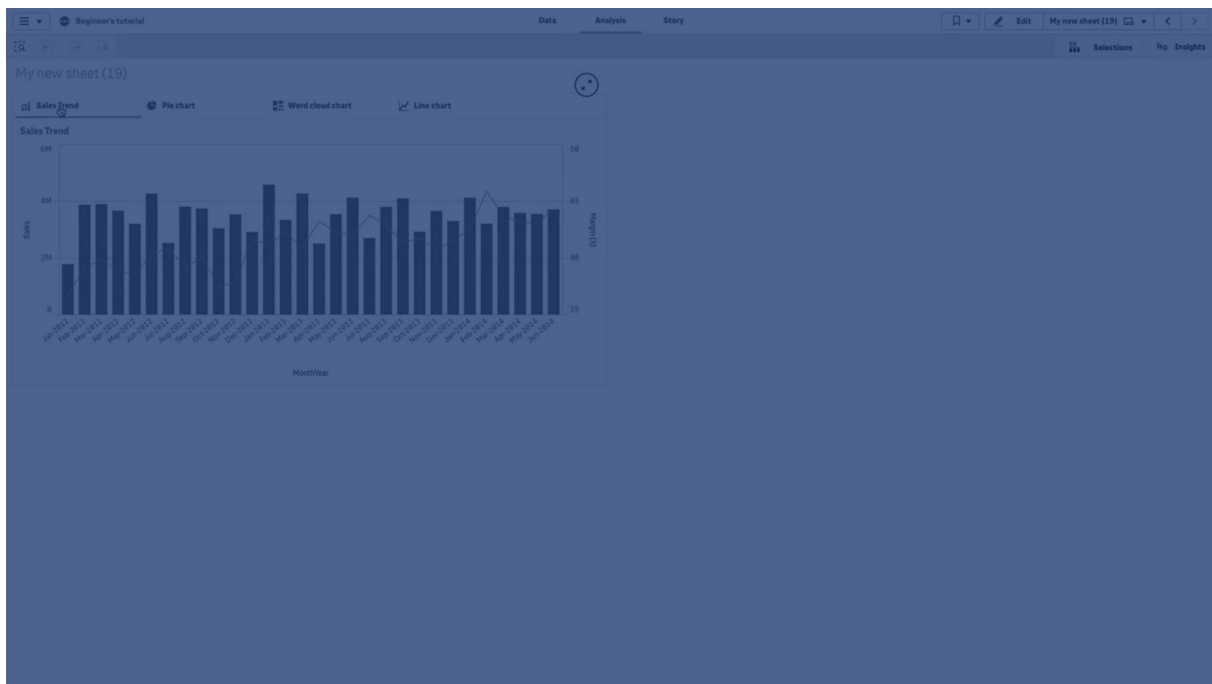 Beginner's tutorial Data Analysis Story Edit My new sheet (19)
Selections Insights
My new sheet (19)
Sales Trend Pie chart Word cloud chart Line chart
Sales Trend
6M 50
4M 45
2M 40
0 35
Sales
Margin (%)
Jan-2012 Feb-2012 Mar-2012 Apr-2012 May-2012 Jun-2012 Jul-2012 Aug-2012 Sep-2012 Oct-2012 Nov-2012 Dec-2012 Jan-2013 Feb-2013 Mar-2013 Apr-2013 May-2013 Jun-2013 Jul-2013 Aug-2013 Sep-2013 Oct-2013 Nov-2013 Dec-2013 Jan-2014 Feb-2014 Mar-2014 Apr-2014 May-2014 Jun-2014
MonthYear